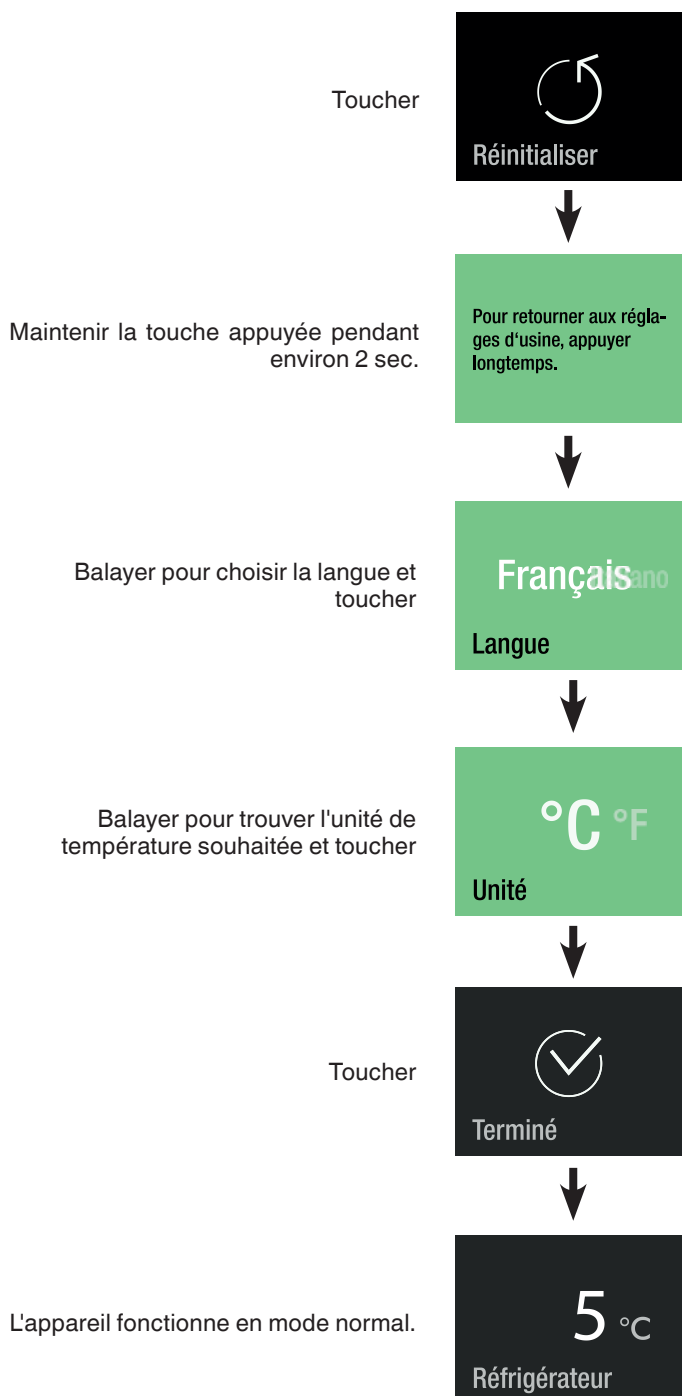 Toucher
Réinitialiser
Maintenir la touche appuyée pendant
environ 2 sec.
Pour retourner aux régla-
ges d‘usine, appuyer
longtemps.
Balayer pour choisir la langue et
toucher
Français
Langue
Balayer pour trouver l'unité de
température souhaitée et toucher
°C °F
Unité
Toucher
Terminé
L'appareil fonctionne en mode normal.
5 °C
Réfrigérateur